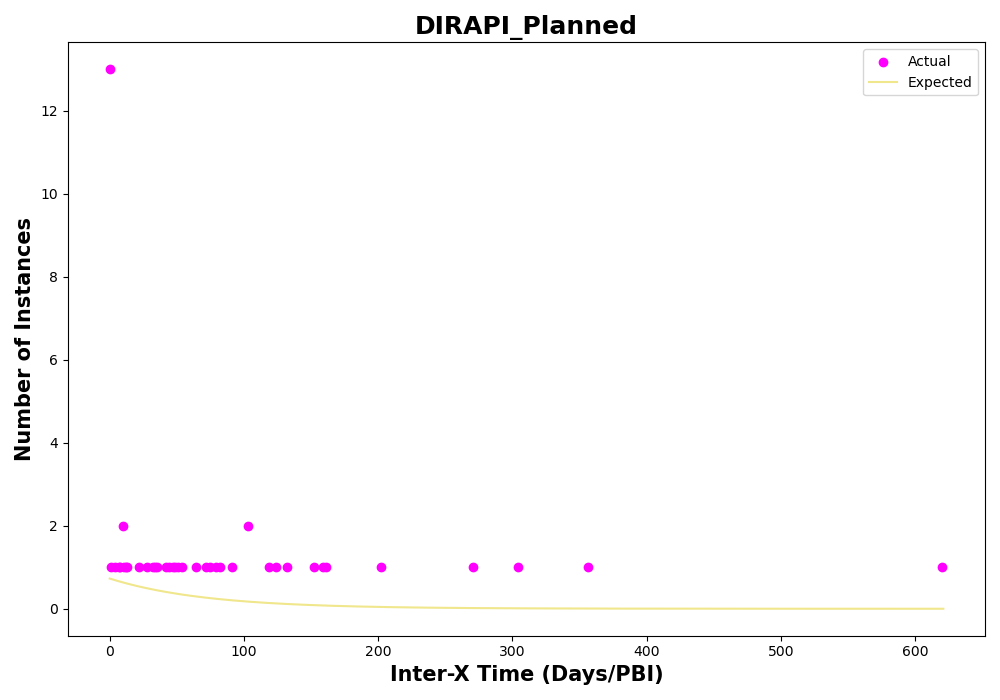 DIRAPI_Planned
Actual
Expected
Number of Instances
12
10
8
6
4
2
0
0 100 200 300 400 500 600
Inter-X Time (Days/PBI)